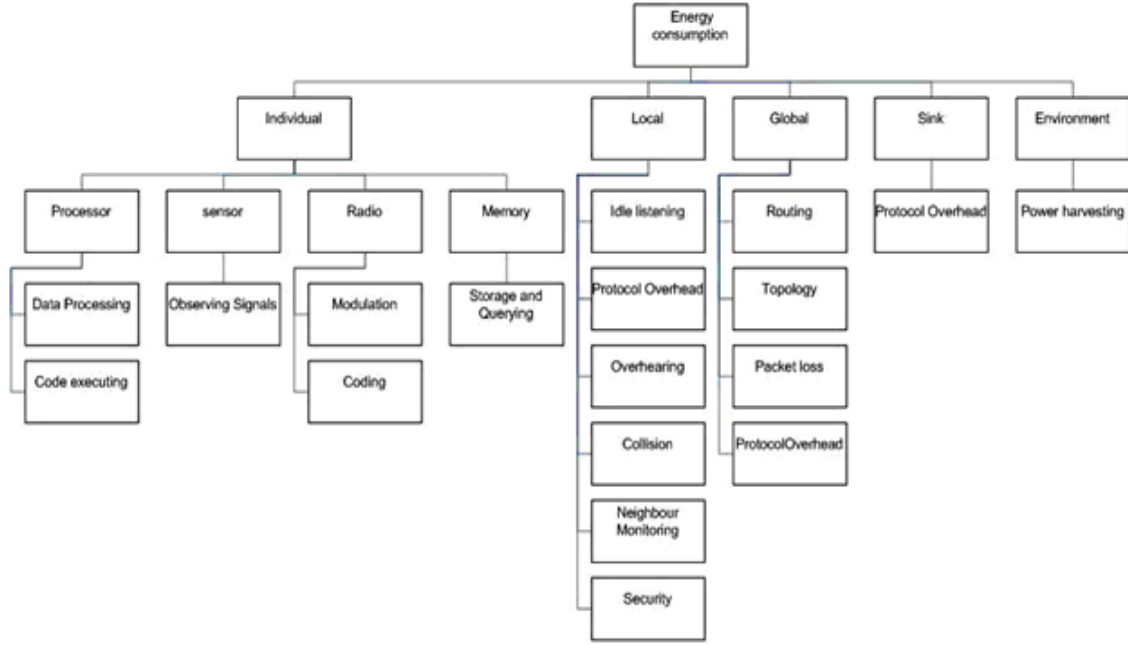 Energy
consumption
Individual
Local
Global
Sink
Environment
Processor
sensor
Radio
Memory
Idle listening
Routing
Protocol Overhead
Power harvesting
Data Processing
Observing Signals
Modulation
Storage and
Querying
Protocol Overhead
Topology
Code executing
Coding
Overhearing
Packet loss
Collision
ProtocolOverhead
Neighbour
Monitoring
Security